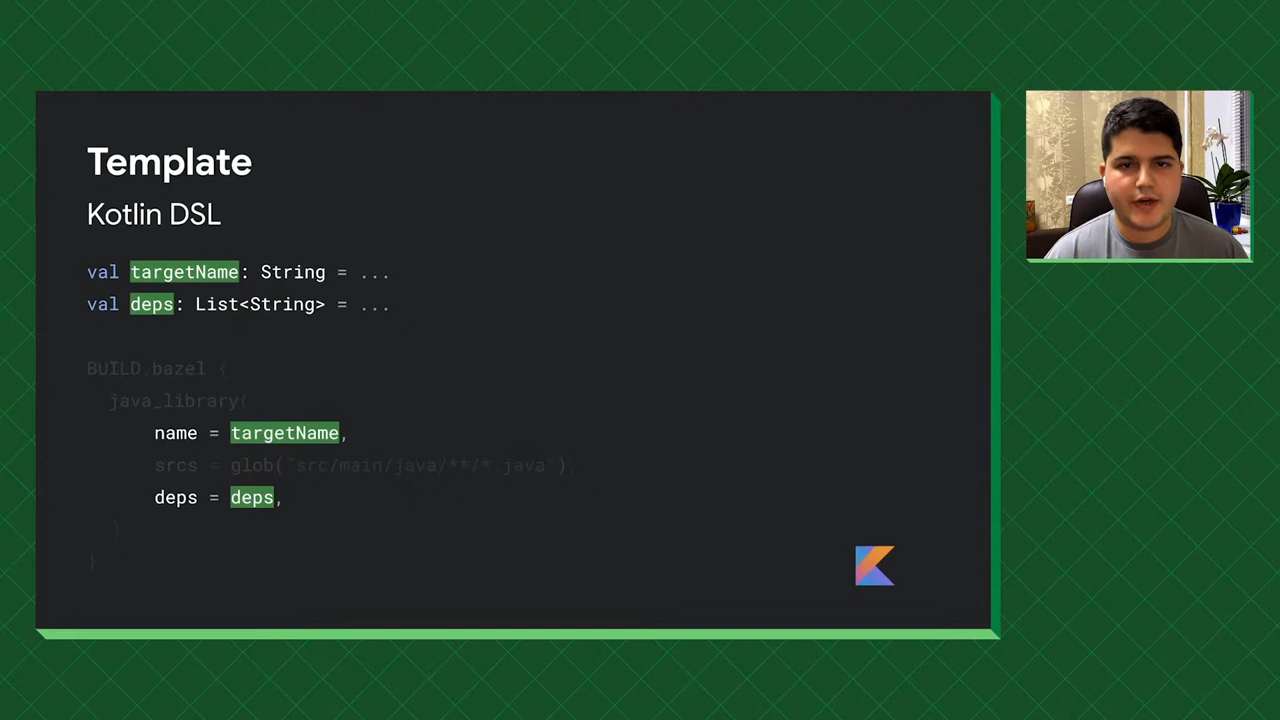 Template
Kotlin DSL
val targetName: String = ...
val deps: List<String> = ...
BUILD.bazel {
java_library(
name = targetName,
srcs = glob("src/main/java/**/*.java"),
deps = deps,
)
}